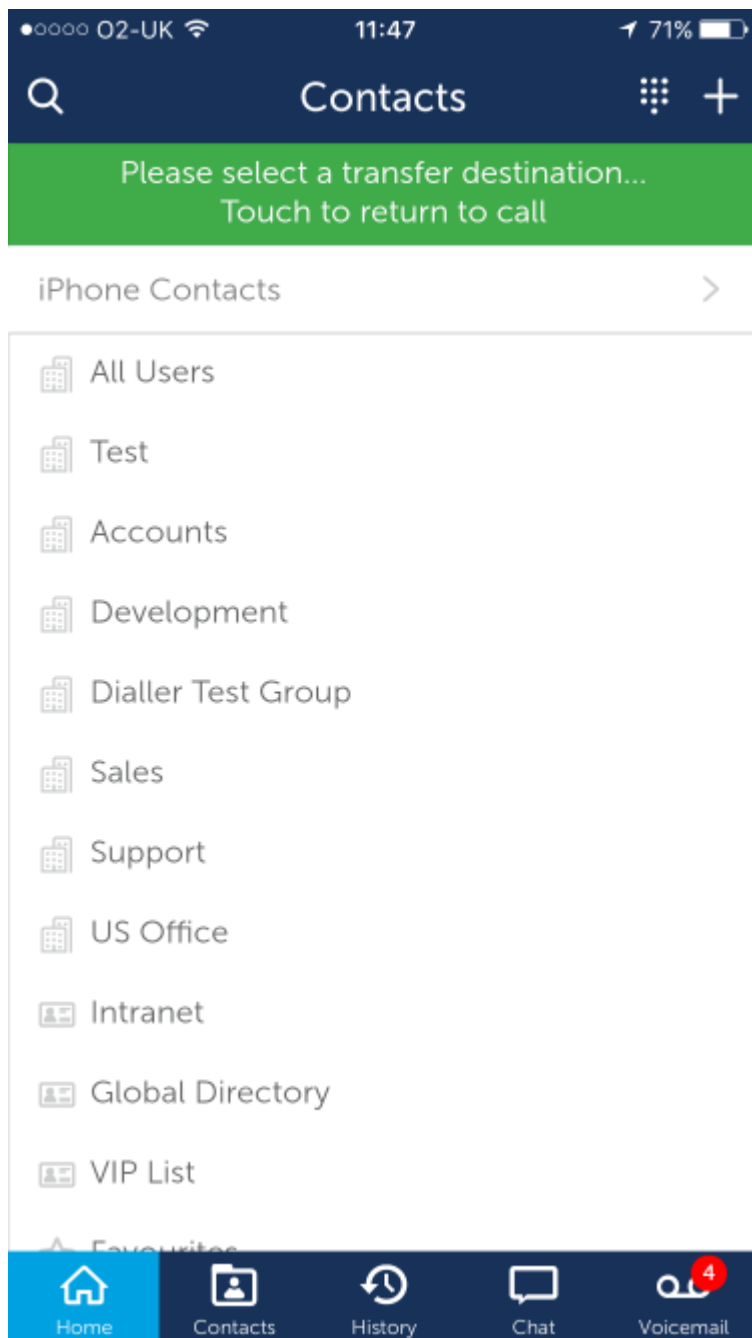 O2-UK 11:47 71%
Contacts
Please select a transfer destination...
Touch to return to call
iPhone Contacts
All Users
Test
Accounts
Development
Dialler Test Group
Sales
Support
US Office
Intranet
Global Directory
VIP List
Favourites
4
Home Contacts History Chat Voicemail